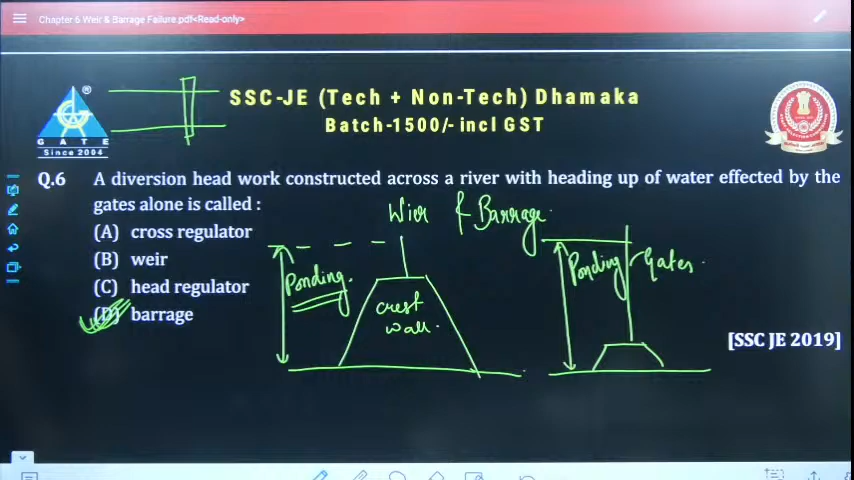 Chapter 6 Weir & Barrage Failure.pdf<Read-only>
SSC-JE (Tech + Non-Tech) Dhamaka
Batch-1500/- incl GST
GATE
Since 2004
Q.6 A diversion head work constructed across a river with heading up of water effected by the
gates alone is called :
Wier & Barrage
(A) cross regulator
(B) weir
(C) head regulator
(D) barrage
Ponding
crest
wall
Ponding
Gates
[SSC JE 2019]